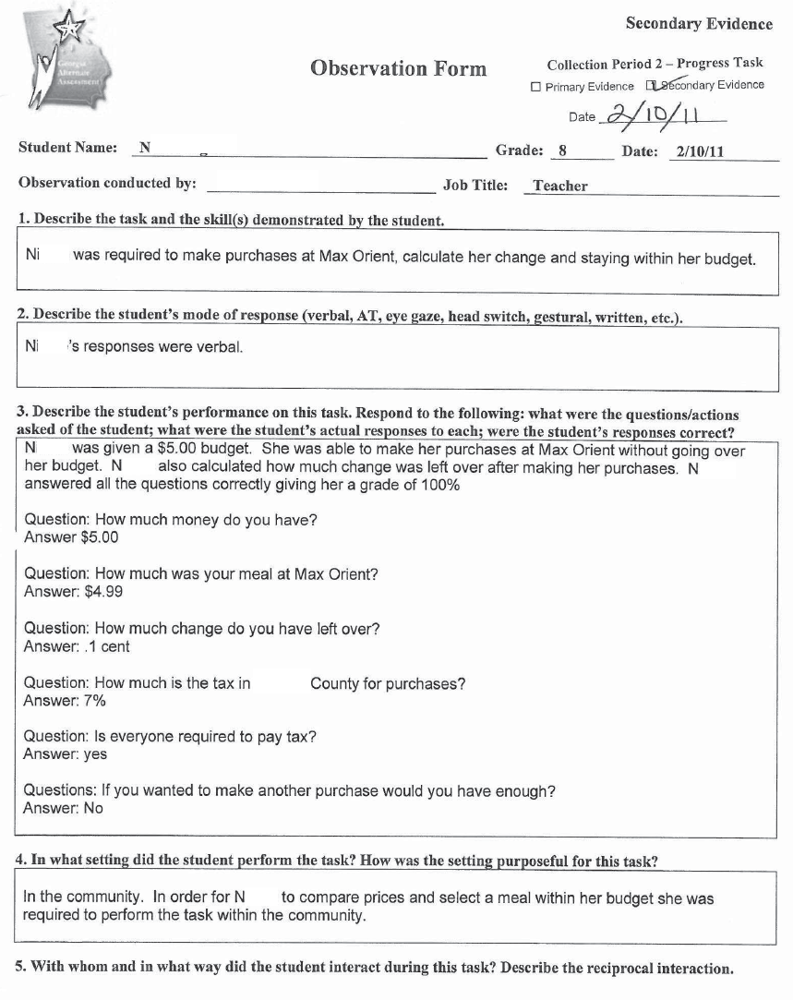 Secondary Evidence
Georgia
Alternate
Assessment
Observation Form
Collection Period 2 – Progress Task
☐ Primary Evidence ☑ Secondary Evidence
Date 2/10/11
Student Name: N
Grade: 8 Date: 2/10/11
Observation conducted by:
Job Title: Teacher
1. Describe the task and the skill(s) demonstrated by the student.
Ni was required to make purchases at Max Orient, calculate her change and staying within her budget.
2. Describe the student's mode of response (verbal, AT, eye gaze, head switch, gestural, written, etc.).
Ni 's responses were verbal.
3. Describe the student's performance on this task. Respond to the following: what were the questions/actions
asked of the student; what were the student's actual responses to each; were the student's responses correct?
N was given a $5.00 budget. She was able to make her purchases at Max Orient without going over
her budget. N also calculated how much change was left over after making her purchases. N
answered all the questions correctly giving her a grade of 100%
Question: How much money do you have?
Answer $5.00
Question: How much was your meal at Max Orient?
Answer: $4.99
Question: How much change do you have left over?
Answer: .1 cent
Question: How much is the tax in County for purchases?
Answer: 7%
Question: Is everyone required to pay tax?
Answer: yes
Questions: If you wanted to make another purchase would you have enough?
Answer: No
4. In what setting did the student perform the task? How was the setting purposeful for this task?
In the community. In order for N to compare prices and select a meal within her budget she was
required to perform the task within the community.
5. With whom and in what way did the student interact during this task? Describe the reciprocal interaction.